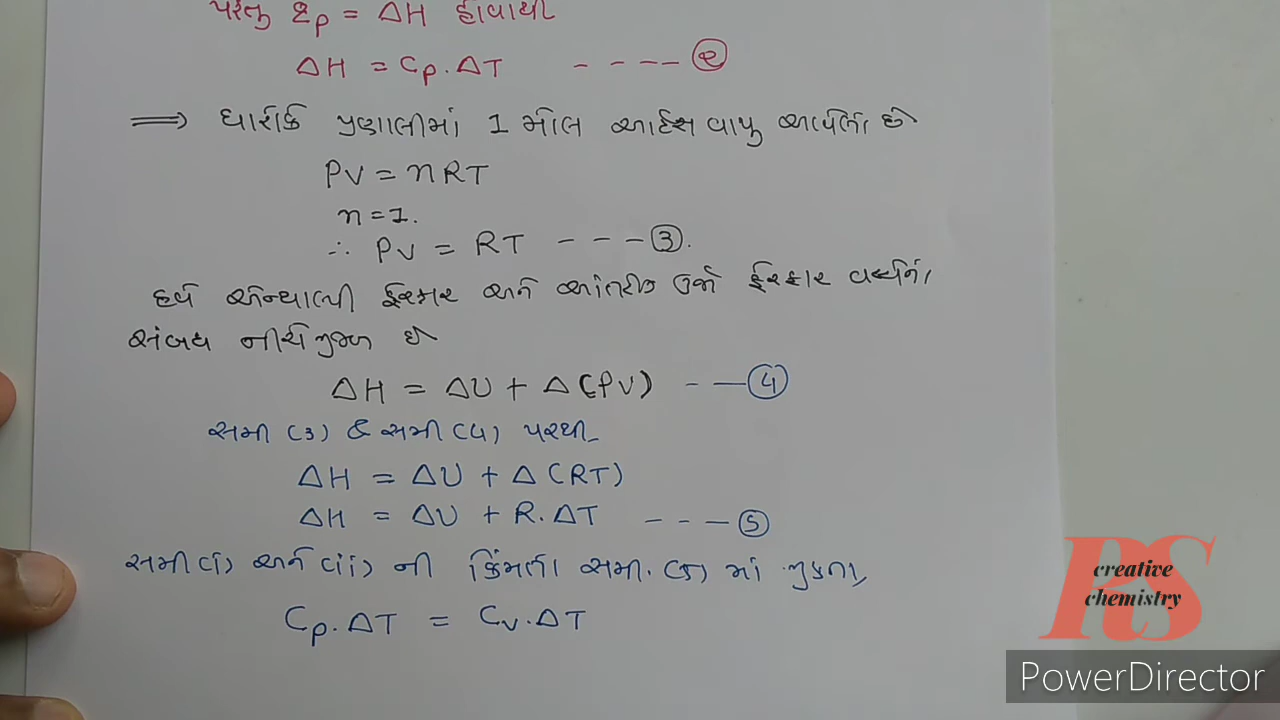 પરંતુ qp = ΔH હોવાથી
ΔH = Cp.ΔT ---- ②
⇒ ધારોકે પ્રણાલીમાં 1 મોલ આદર્શ વાયુ આપેલો છે
PV = nRT
n = 1.
∴ PV = RT --- ③.
હવે એન્થાલ્પી ફેરફાર અને આંતરીક ઉર્જા ફેરફાર વચ્ચેનો
સંબંધ નીચે મુજબ છે
ΔH = ΔU + Δ(PV) -- ④
સમી (3) & સમી (4) પરથી
ΔH = ΔU + Δ(RT)
ΔH = ΔU + R.ΔT --- ⑤
સમી (i) અને (ii) ની કિંમતો સમી. (5) માં મુકતા,
Cp.ΔT = Cv.ΔT
RS
creative
chemistry
PowerDirector